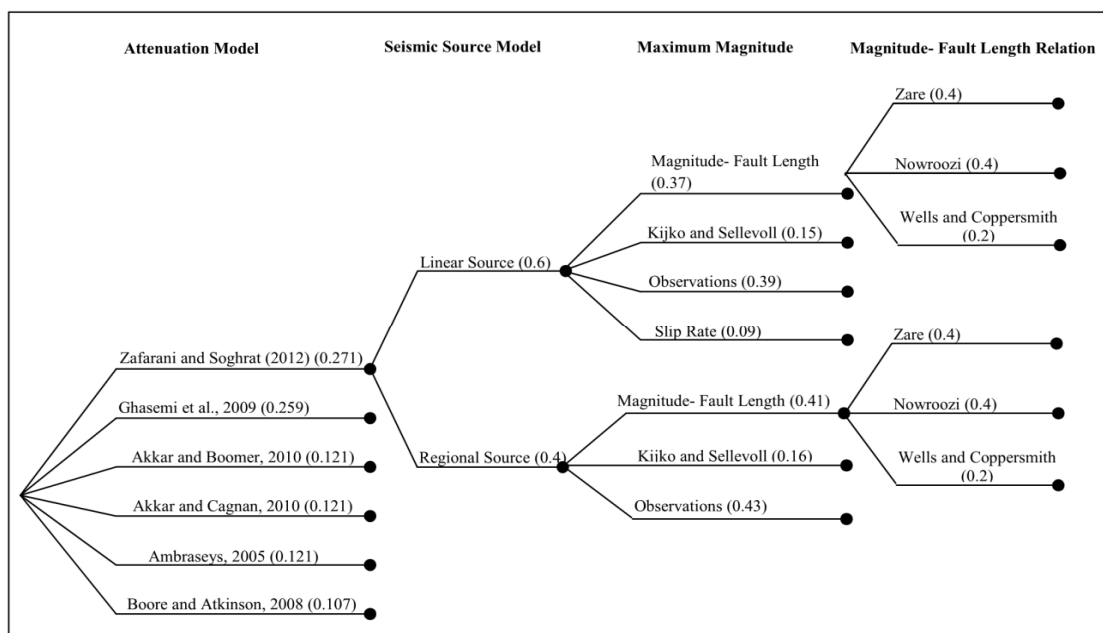 Attenuation Model
Seismic Source Model
Maximum Magnitude
Magnitude- Fault Length Relation
Zare (0.4)
Nowroozi (0.4)
Wells and Coppersmith
(0.2)
Magnitude- Fault Length
(0.37)
Kijko and Sellevoll (0.15)
Linear Source (0.6)
Observations (0.39)
Slip Rate (0.09)
Zafarani and Soghrat (2012) (0.271)
Ghasemi et al., 2009 (0.259)
Akkar and Boomer, 2010 (0.121)
Akkar and Cagnan, 2010 (0.121)
Ambraseys, 2005 (0.121)
Boore and Atkinson, 2008 (0.107)
Regional Source (0.4)
Magnitude- Fault Length (0.41)
Kijko and Sellevoll (0.16)
Observations (0.43)
Zare (0.4)
Nowroozi (0.4)
Wells and Coppersmith
(0.2)